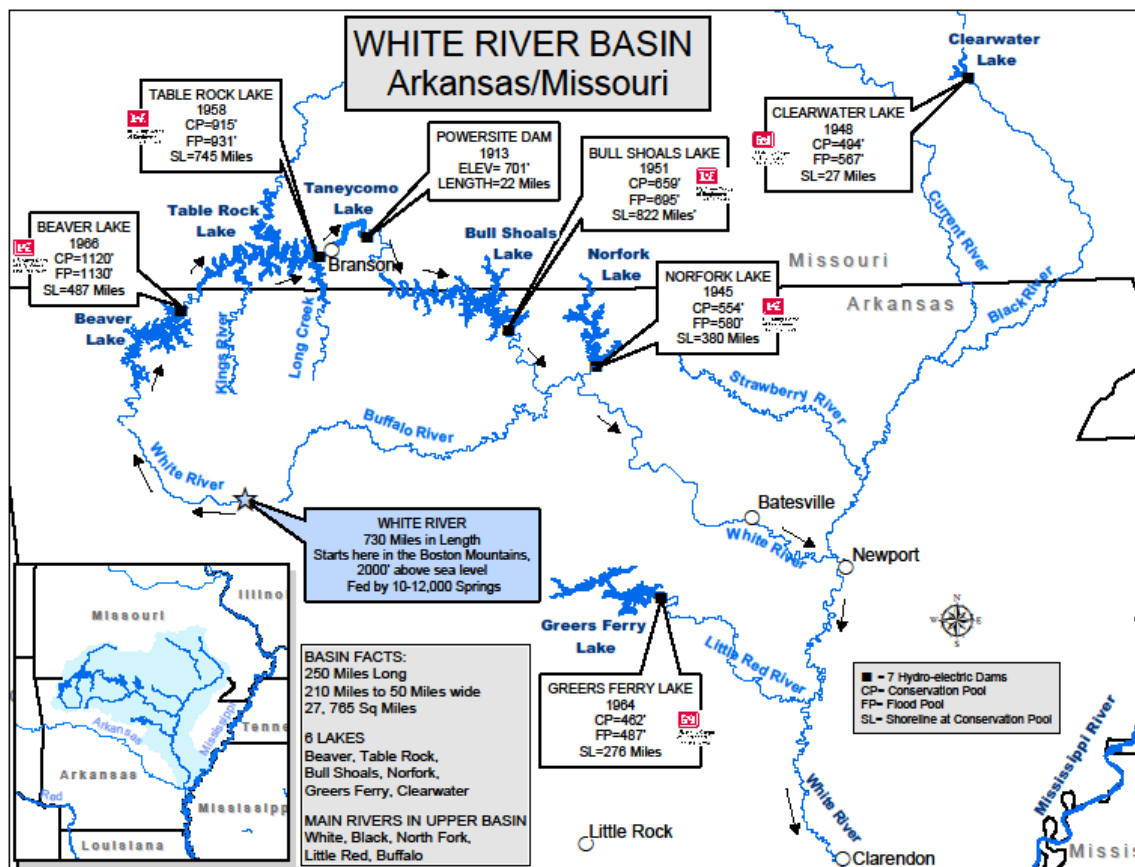 WHITE RIVER BASIN
Arkansas/Missouri
Clearwater
Lake
TABLE ROCK LAKE
1958
CP=915'
FP=931'
SL=745 Miles
POWERSITE DAM
1913
ELEV= 701'
LENGTH=22 Miles
BULL SHOALS LAKE
1951
CP=659'
FP=695'
SL=822 Miles'
CLEARWATER LAKE
1948
CP=494'
FP=567'
SL=27 Miles
BEAVER LAKE
1966
CP=1120'
FP=1130'
SL=487 Miles
Table Rock
Lake
Taneycomo
Lake
Branson
Bull Shoals
Lake
Norfork
Lake
NORFORK LAKE
1945
CP=554'
FP=580'
SL=380 Miles
Missouri
Arkansas
Current River
Black River
Beaver
Lake
Kings River
Long Creek
Strawberry River
Buffalo River
White River
WHITE RIVER
730 Miles in Length
Starts here in the Boston Mountains,
2000' above sea level
Fed by 10-12,000 Springs
Batesville
White River
Newport
Greers Ferry
Lake
Little Red River
GREERS FERRY LAKE
1964
CP=462'
FP=487'
SL=276 Miles
N
W
E
S
■ = 7 Hydro-electric Dams
CP= Conservation Pool
FP= Flood Pool
SL= Shoreline at Conservation Pool
BASIN FACTS:
250 Miles Long
210 Miles to 50 Miles wide
27, 765 Sq Miles
6 LAKES
Beaver, Table Rock,
Bull Shoals, Norfork,
Greers Ferry, Clearwater
MAIN RIVERS IN UPPER BASIN
White, Black, North Fork,
Little Red, Buffalo
Missouri
Illino
Arkansas
Mississippi
Tenne
Arkansas
Red
Mississip
Louisiana
Little Rock
White River
Clarendon
Mississippi River
Missis